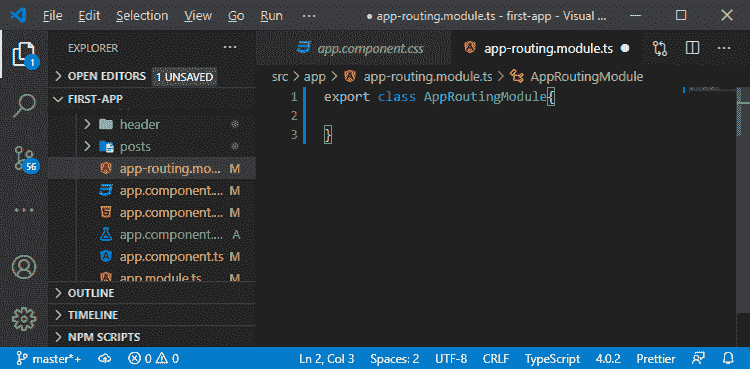 File Edit Selection View Go Run ··· ● app-routing.module.ts - first-app - Visual ...
EXPLORER ···
app.component.css
app-routing.module.ts ●
OPEN EDITORS 1 UNSAVED
src > app > app-routing.module.ts > AppRoutingModule
FIRST-APP
1 export class AppRoutingModule{
2
3 }
header
posts
app-routing.mo... M
app.component.... M
app.component.... M
app.component.... A
app.component.ts M
app.module.ts M
OUTLINE
TIMELINE
NPM SCRIPTS
1
56
master*+ 0 0 Ln 2, Col 3 Spaces: 2 UTF-8 CRLF TypeScript 4.0.2 Prettier